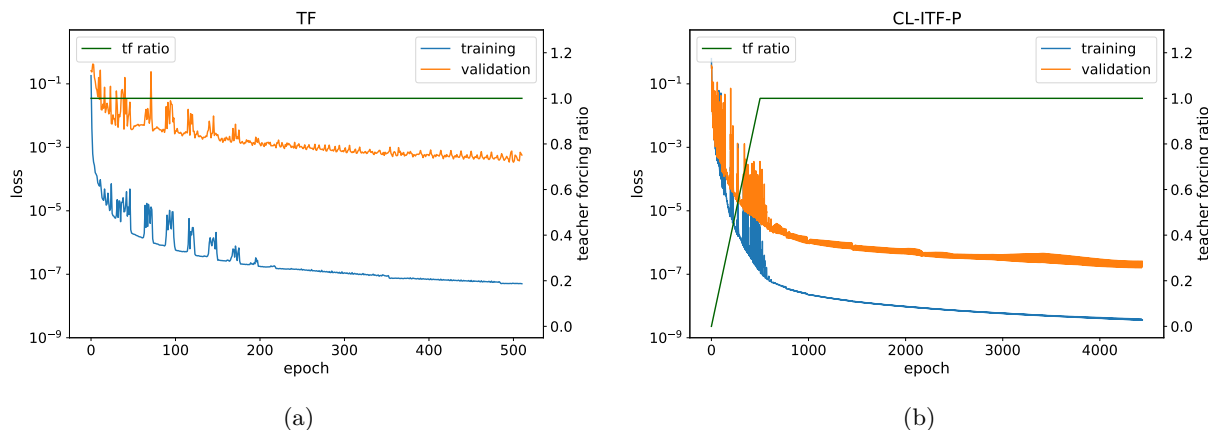 TF
tf ratio
training
validation
10⁻¹
10⁻³
10⁻⁵
10⁻⁷
10⁻⁹
loss
1.2
1.0
0.8
0.6
0.4
0.2
0.0
teacher forcing ratio
0 100 200 300 400 500
epoch
(a)
CL-ITF-P
tf ratio
training
validation
10⁻¹
10⁻³
10⁻⁵
10⁻⁷
10⁻⁹
loss
1.2
1.0
0.8
0.6
0.4
0.2
0.0
teacher forcing ratio
0 1000 2000 3000 4000
epoch
(b)